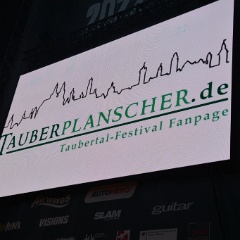 TAUBERPLANSCHER.de
Taubertal-Festival Fanpage
VISIONS
SLAM
guitar